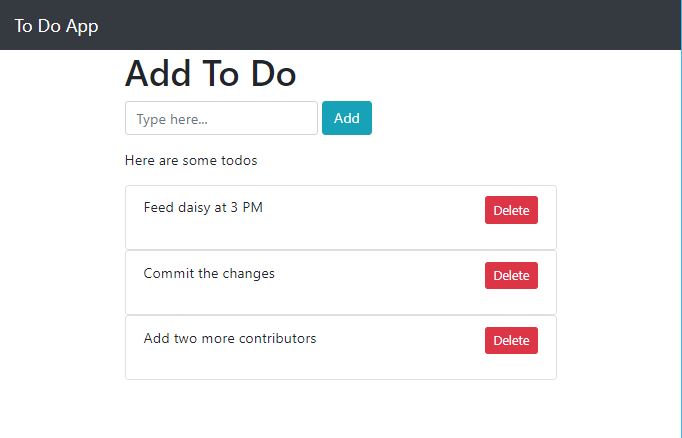 To Do App
Add To Do
Type here...
Add
Here are some todos
Feed daisy at 3 PM
Delete
Commit the changes
Delete
Add two more contributors
Delete